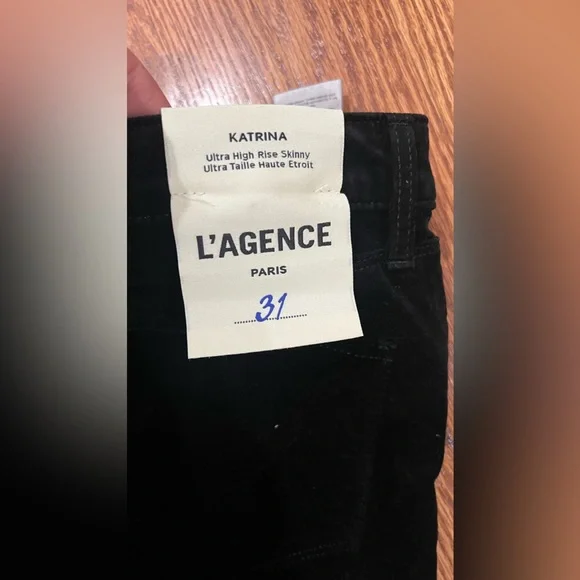 KATRINA
Ultra High Rise Skinny
Ultra Taille Haute Etroit
L'AGENCE
PARIS
31